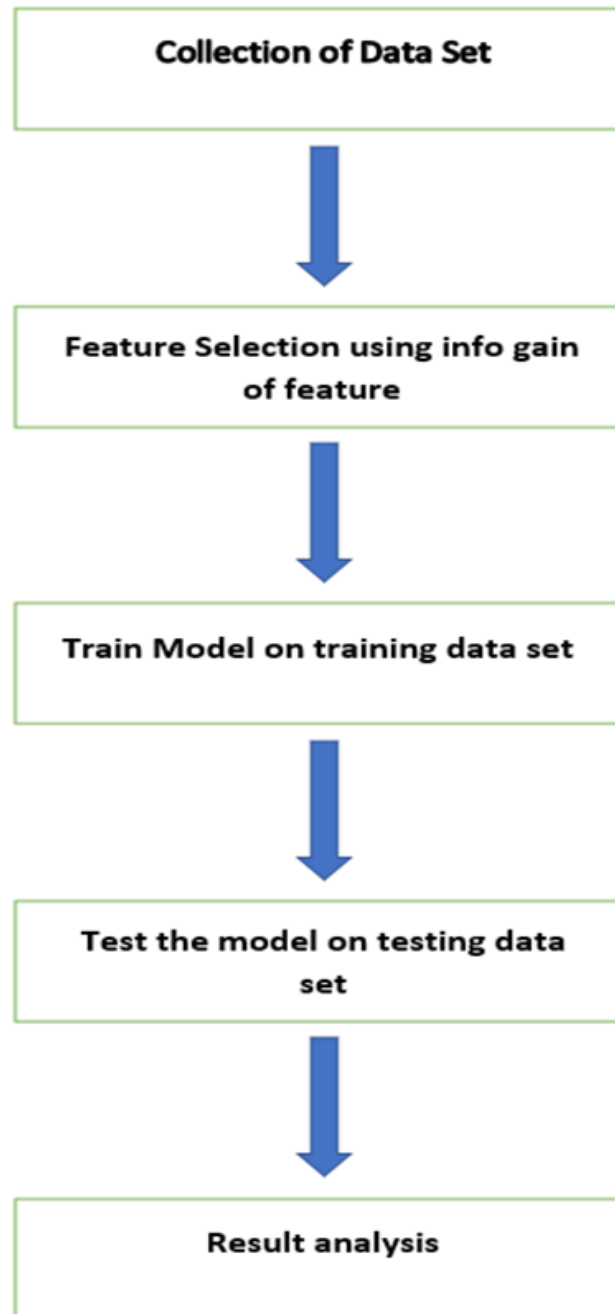 Collection of Data Set
Feature Selection using info gain
of feature
Train Model on training data set
Test the model on testing data
set
Result analysis